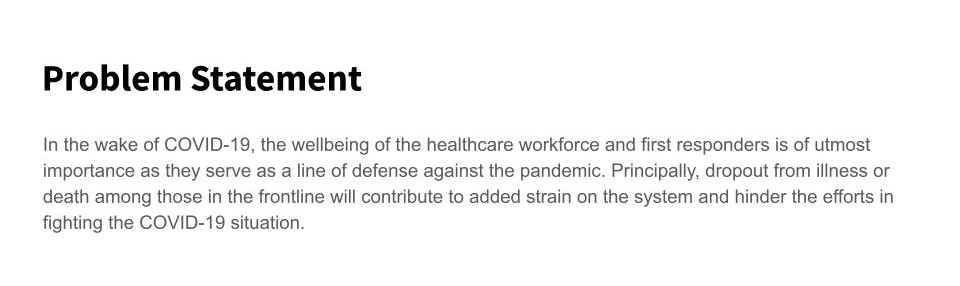 Problem Statement
In the wake of COVID-19, the wellbeing of the healthcare workforce and first responders is of utmost
importance as they serve as a line of defense against the pandemic. Principally, dropout from illness or
death among those in the frontline will contribute to added strain on the system and hinder the efforts in
fighting the COVID-19 situation.